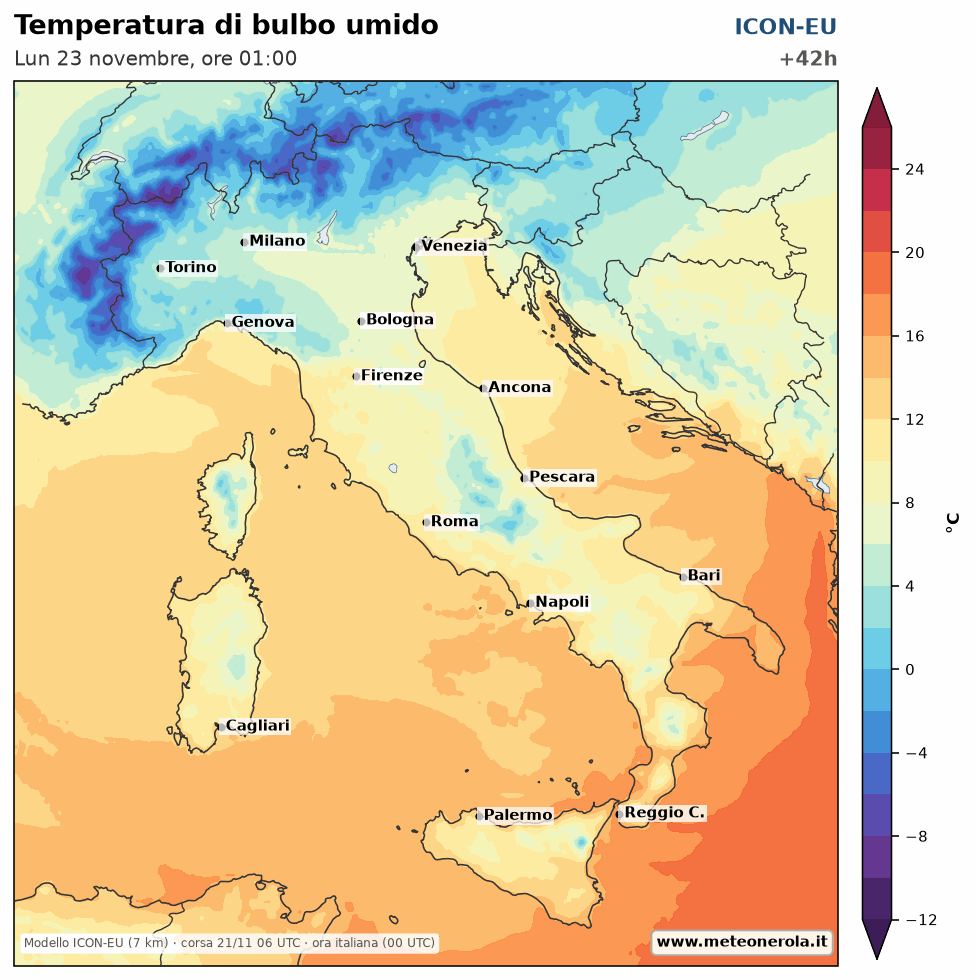 Temperatura di bulbo umido
ICON-EU
Lun 23 novembre, ore 01:00
+42h
Milano
Venezia
Torino
Genova
Bologna
Firenze
Ancona
Pescara
Roma
Bari
Napoli
Cagliari
Palermo
Reggio C.
24
20
16
12
8
4
0
−4
−8
−12
°C
Modello ICON-EU (7 km) · corsa 21/11 06 UTC · ora italiana (00 UTC)
www.meteonerola.it